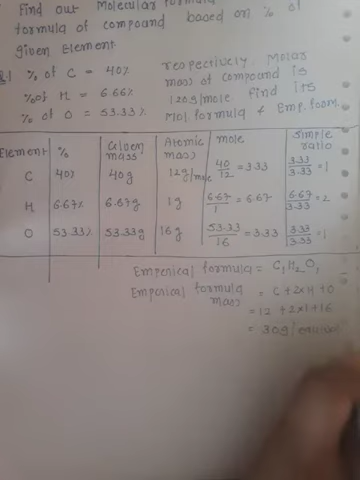 Find out Molecular formula
formula of compound based on % of
given Element
Q1 % of C = 40% respectively. Molar
mass of compound is
% of H = 6.66% 120g/mole. Find its
% of O = 53.33% Mol. formula & Emp. foam.
Element % Given mass Atomic mass mole Simple ratio
C 40% 40g 12g/mole 40/12 = 3.33 3.33/3.33 = 1
H 6.67% 6.67g 1g 6.67/1 = 6.67 6.67/3.33 = 2
O 53.33% 53.33g 16g 53.33/16 = 3.33 3.33/3.33 = 1
Emperical formula = C1H2O1
Emperical formula mass = C + 2×H + O
= 12 + 2×1 + 16
= 30g/